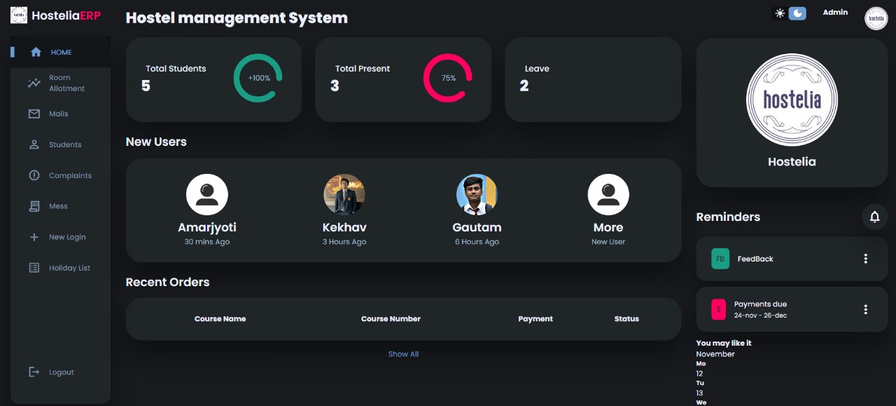 HosteliaERP
HOME
Room
Allotment
Mails
Students
Complaints
Mess
New Login
Holiday List
Logout
Hostel management System
Total Students
5
+100%
Total Present
3
75%
Leave
2
New Users
Amarjyoti
30 mins Ago
Kekhav
3 Hours Ago
Gautam
6 Hours Ago
More
New User
Recent Orders
Course Name Course Number Payment Status
Show All
Admin
hostelia
Hostelia
Reminders
FB
FeedBack
Payments due
24-nov - 26-dec
You may like it
November
Mo
12
Tu
13
We